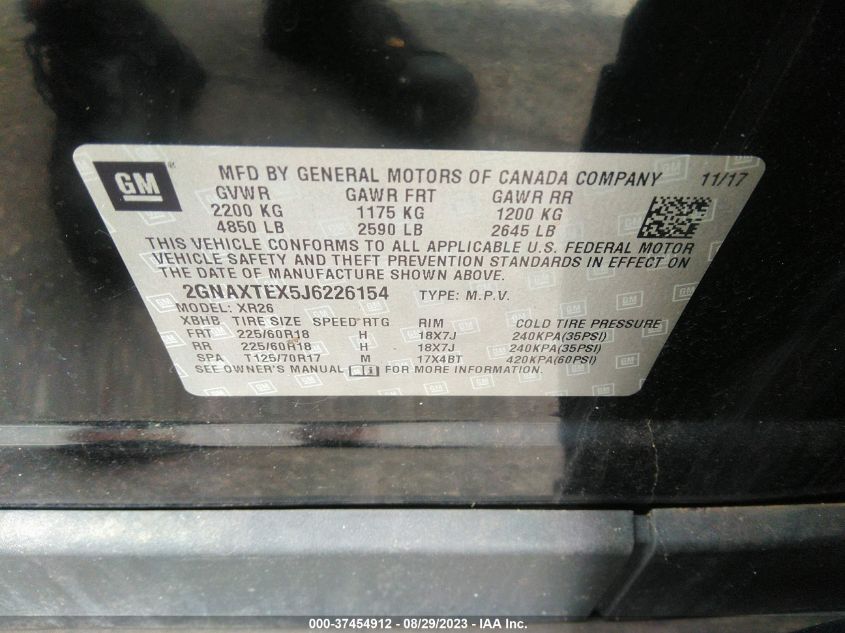 GM ® MFD BY GENERAL MOTORS OF CANADA COMPANY 11/17
GVWR GAWR FRT GAWR RR
2200 KG 1175 KG 1200 KG
4850 LB 2590 LB 2645 LB
THIS VEHICLE CONFORMS TO ALL APPLICABLE U.S. FEDERAL MOTOR
VEHICLE SAFETY AND THEFT PREVENTION STANDARDS IN EFFECT ON
THE DATE OF MANUFACTURE SHOWN ABOVE.
2GNAXTEX5J6226154 TYPE: M.P.V.
MODEL: XR26
XBHB TIRE SIZE SPEED RTG RIM COLD TIRE PRESSURE
FRT 225/60R18 H 18X7J 240KPA(35PSI)
RR 225/60R18 H 18X7J 240KPA(35PSI)
SPA T125/70R17 M 17X4BT 420KPA(60PSI)
SEE OWNER'S MANUAL i FOR MORE INFORMATION.
000-37454912 - 08/29/2023 - IAA Inc.